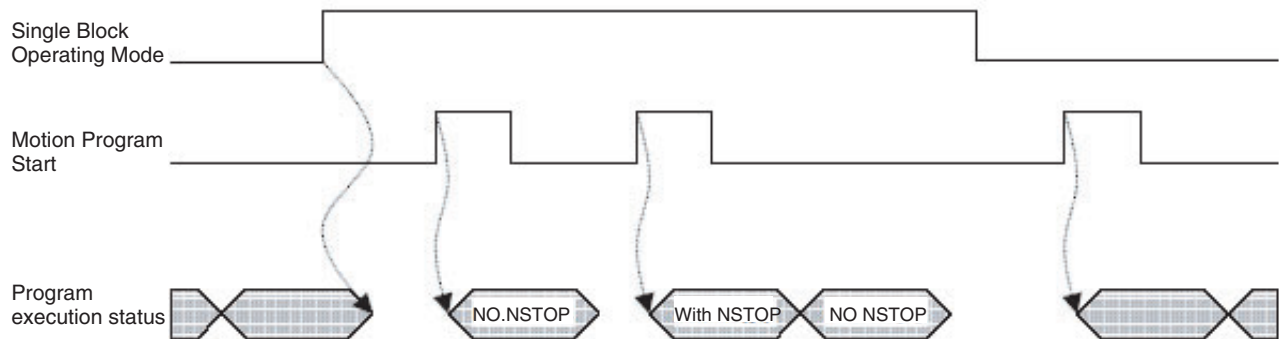 Single Block
Operating Mode
Motion Program
Start
Program
execution status
NO.NSTOP
With NSTOP
NO NSTOP